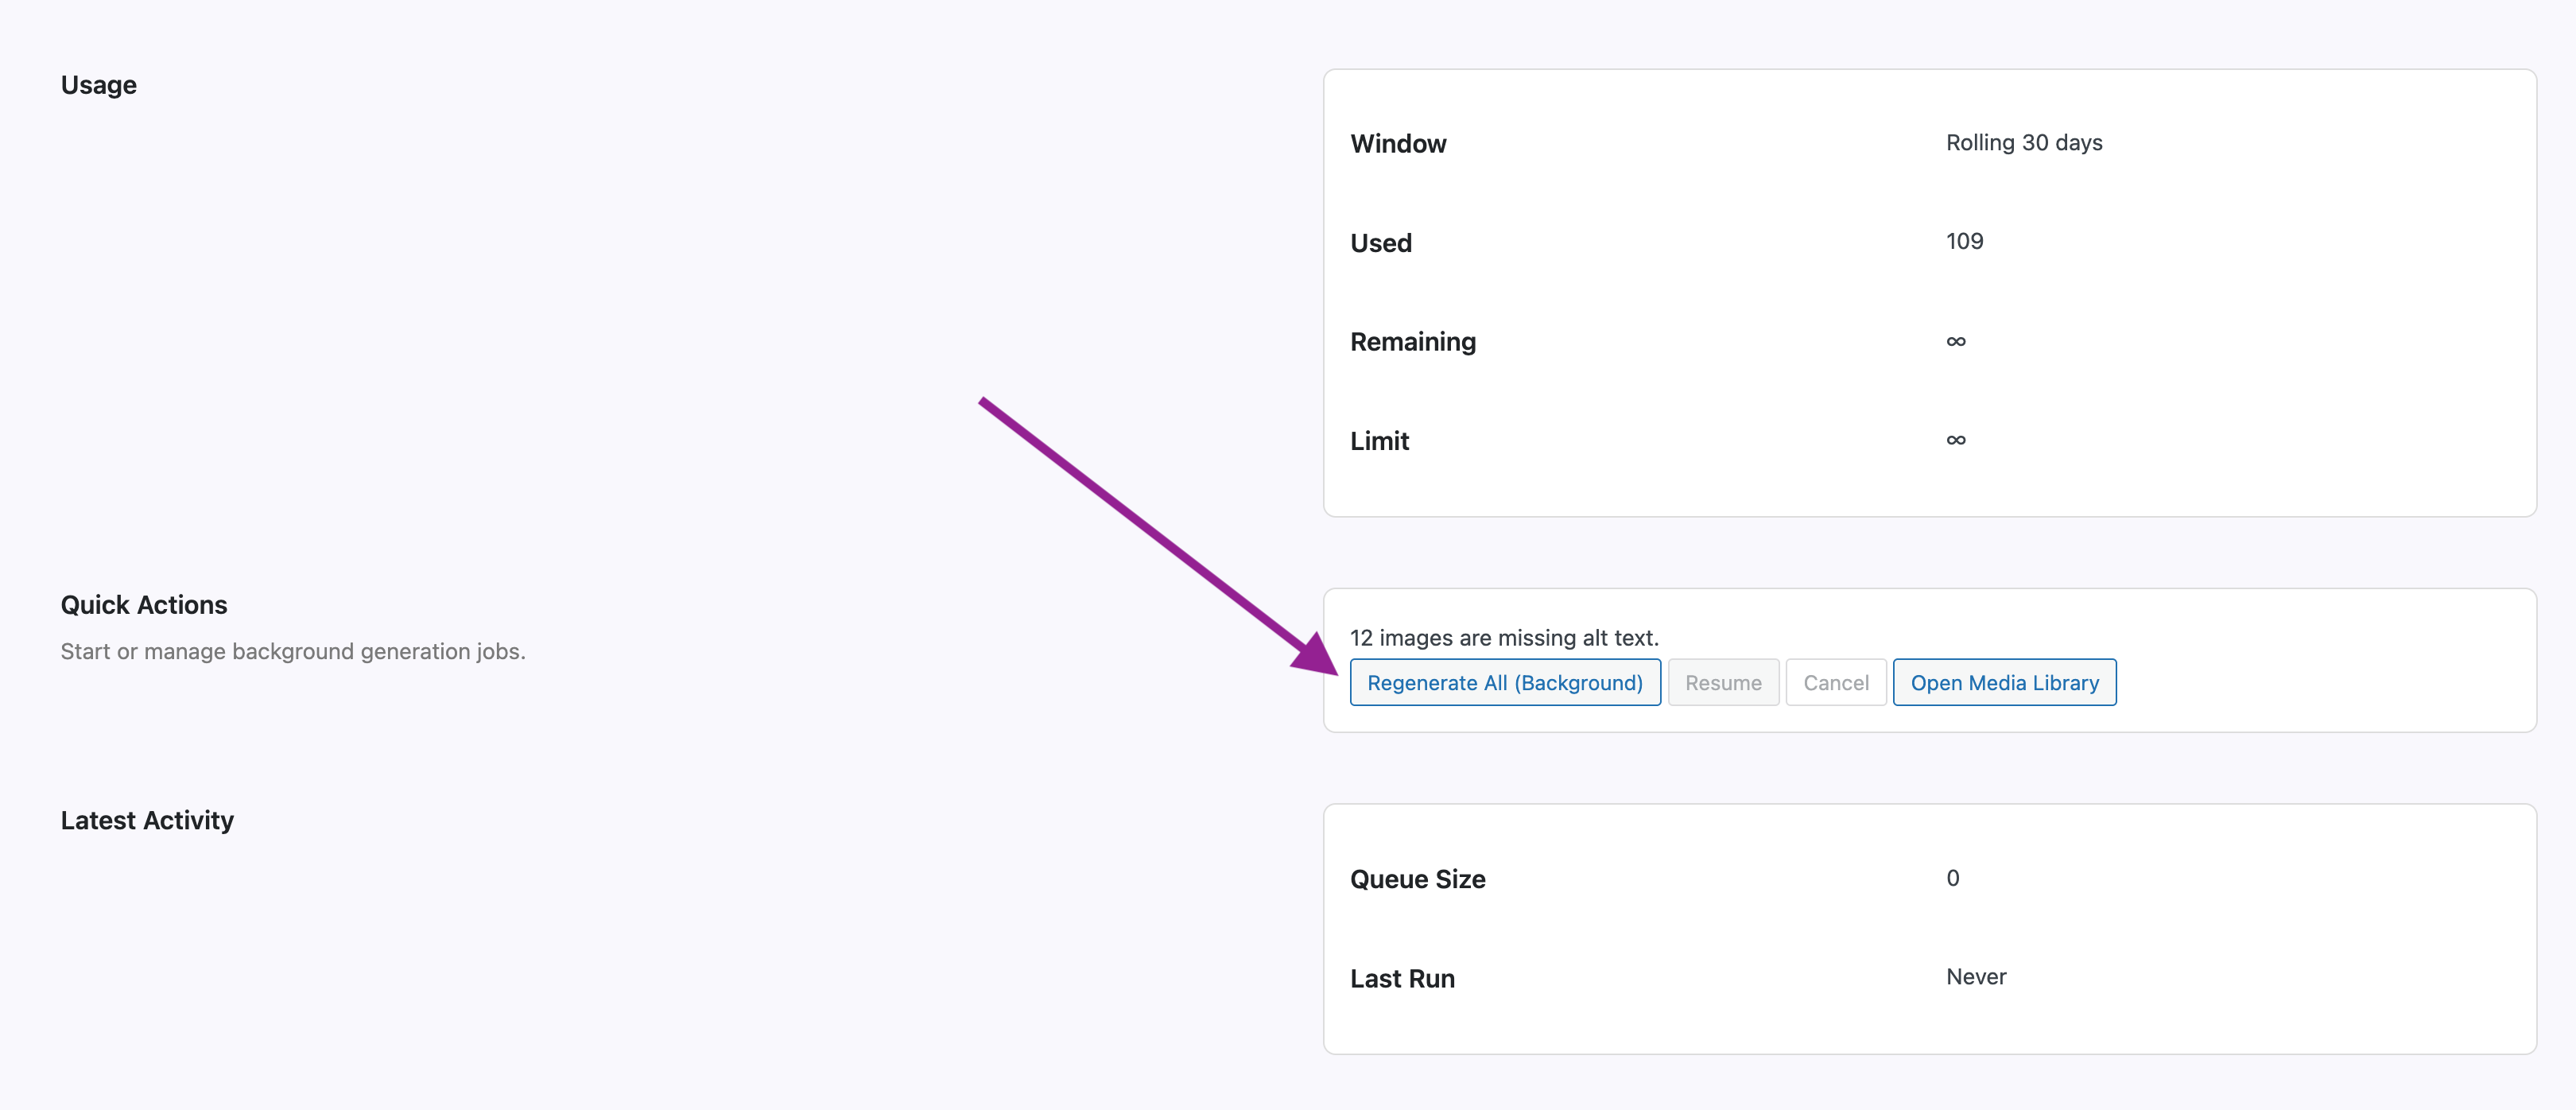 Usage
Window Rolling 30 days
Used 109
Remaining ∞
Limit ∞
Quick Actions
Start or manage background generation jobs.
12 images are missing alt text.
Regenerate All (Background) Resume Cancel Open Media Library
Latest Activity
Queue Size 0
Last Run Never